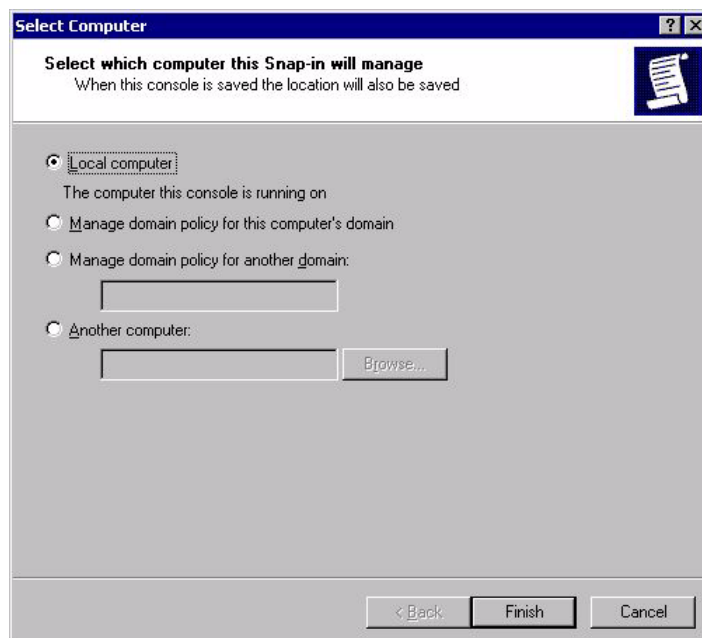 Select Computer
Select which computer this Snap-in will manage
When this console is saved the location will also be saved
Local computer
The computer this console is running on
Manage domain policy for this computer's domain
Manage domain policy for another domain:
Another computer:
Browse...
< Back
Finish
Cancel